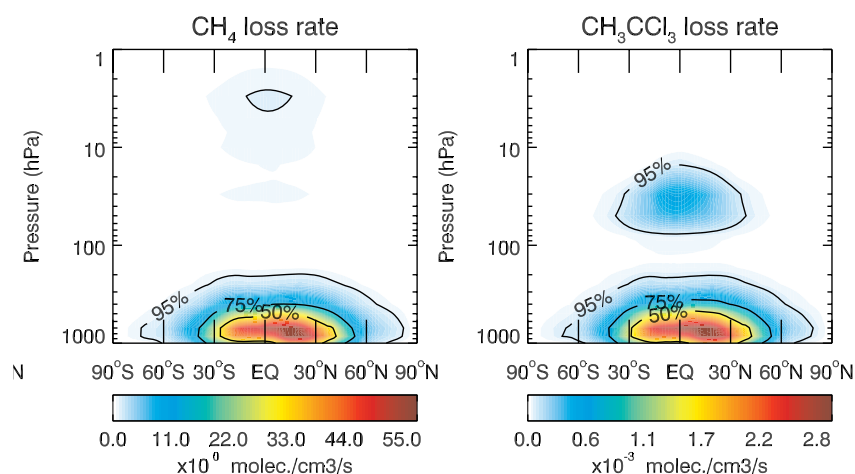 CH4 loss rate
CH3CCl3 loss rate
Pressure (hPa)
1
10
100
1000
95%
75%
50%
90°S 60°S 30°S EQ 30°N 60°N 90°N
0.0 11.0 22.0 33.0 44.0 55.0
x10^0 molec./cm3/s
Pressure (hPa)
1
10
100
1000
95%
95%
75%
50%
90°S 60°S 30°S EQ 30°N 60°N 90°N
0.0 0.6 1.1 1.7 2.2 2.8
x10^-3 molec./cm3/s
N